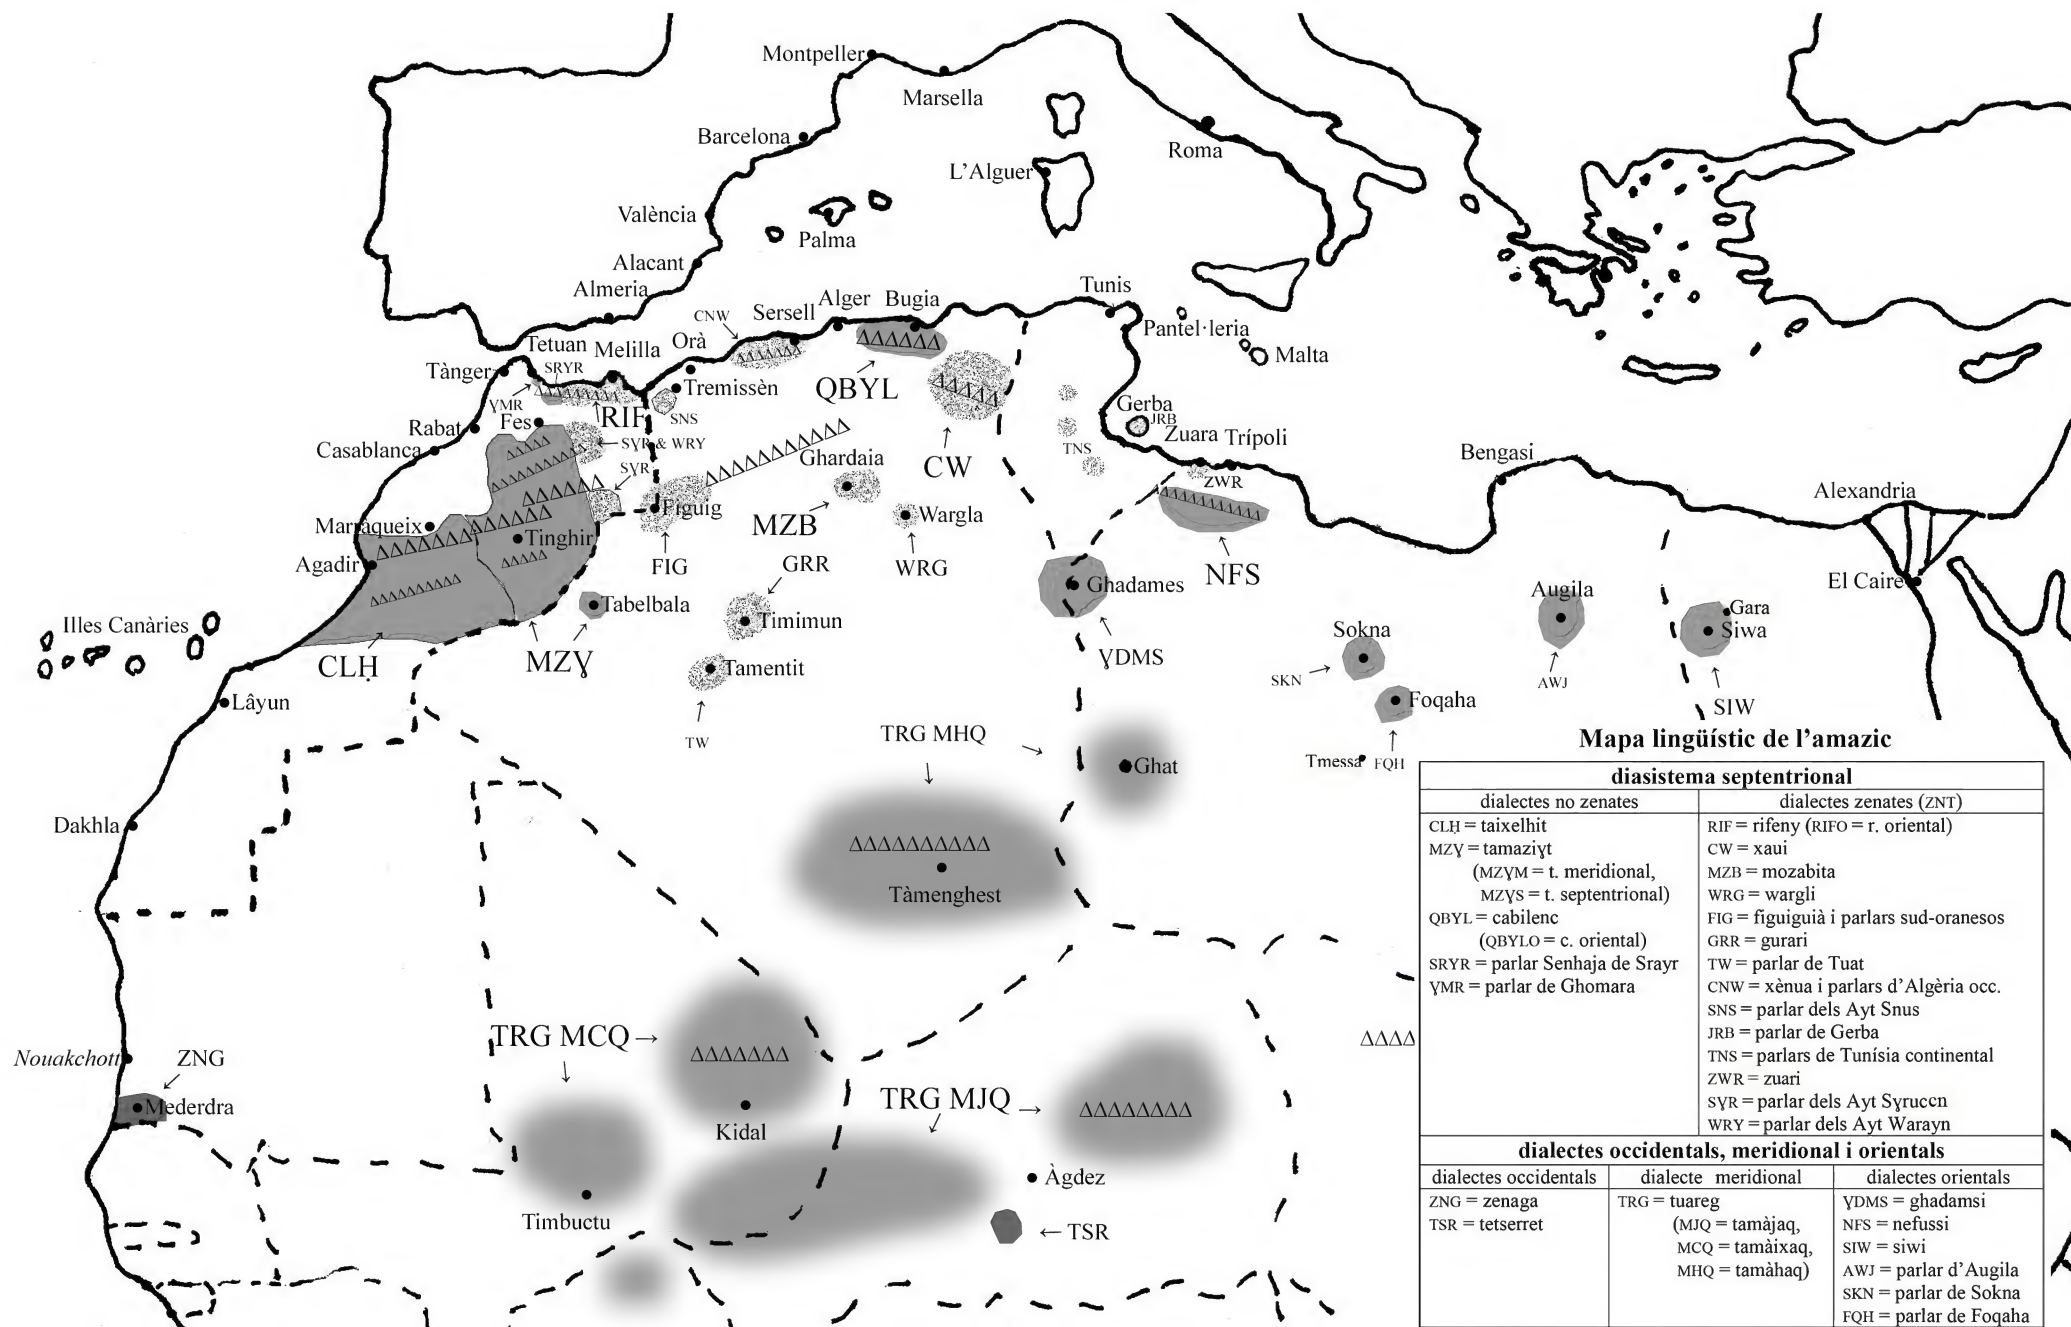 Montpeller
Marsella
Barcelona
Roma
L'Alguer
València
Palma
Alacant
Almeria
Tunis
Alger
Bugia
Sersell
CNW
Pantel·leria
Orà
Malta
Tetuan
Melilla
SRYR
Tànger
Tremissèn
QBYL
ƔMR
RIF
SNS
Gerba
JRB
Fes
Rabat
Zuara
Trípoli
SƔR & WRY
TNS
Casablanca
Ghardaia
CW
Bengasi
SƔR
ZWR
Alexandria
Figuig
Wargla
Marràqueix
MZB
Tinghir
Agadir
FIG
GRR
WRG
NFS
Ghadames
El Caire
Augila
Tabelbala
Gara
Illes Canàries
Timimun
Siwa
Sokna
CLḤ
MZƔ
ƔDMS
Tamentit
SKN
AWJ
Lâyun
Foqaha
SIW
TW
TRG MHQ
Tmessa
FQH
Ghat
Dakhla
Tàmenghest
TRG MCQ
Nouakchott
ZNG
TRG MJQ
Mederdra
Kidal
Àgdez
Timbuctu
TSR
Mapa lingüístic de l'amazic
diasistema septentrional
dialectes no zenates
CLḤ = taixelhit
MZƔ = tamaziɣt
(MZƔM = t. meridional,
MZƔS = t. septentrional)
QBYL = cabilenc
(QBYLO = c. oriental)
SRYR = parlar Senhaja de Srayr
ƔMR = parlar de Ghomara
dialectes zenates (ZNT)
RIF = rifeny (RIFO = r. oriental)
CW = xaui
MZB = mozabita
WRG = wargli
FIG = figuiguià i parlars sud-oranesos
GRR = gurari
TW = parlar de Tuat
CNW = xènua i parlars d'Algèria occ.
SNS = parlar dels Ayt Snus
JRB = parlar de Gerba
TNS = parlars de Tunísia continental
ZWR = zuari
SƔR = parlar dels Ayt Sɣruccn
WRY = parlar dels Ayt Warayn
dialectes occidentals, meridional i orientals
dialectes occidentals
ZNG = zenaga
TSR = tetserret
dialecte meridional
TRG = tuareg
(MJQ = tamàjaq,
MCQ = tamàixaq,
MHQ = tamàhaq)
dialectes orientals
ƔDMS = ghadamsi
NFS = nefussi
SIW = siwi
AWJ = parlar d'Augila
SKN = parlar de Sokna
FQH = parlar de Foqaha